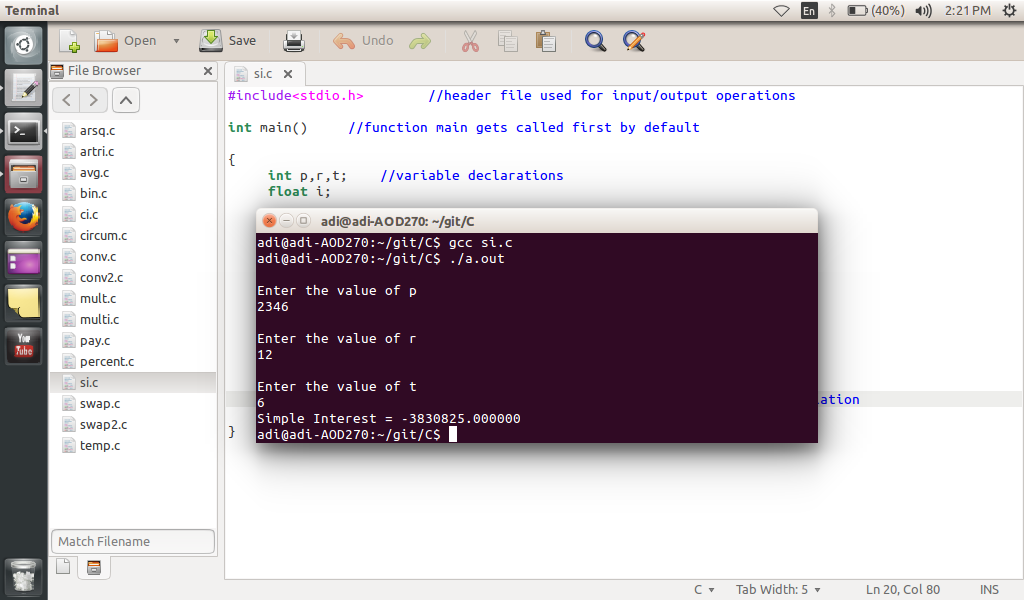 Terminal
En
(40%)
2:21 PM
Open
Save
Undo
File Browser
si.c
arsq.c
artri.c
avg.c
bin.c
ci.c
circum.c
conv.c
conv2.c
mult.c
multi.c
pay.c
percent.c
si.c
swap.c
swap2.c
temp.c
Match Filename
You
Tube
#include<stdio.h> //header file used for input/output operations
int main() //function main gets called first by default
{
int p,r,t; //variable declarations
float i;
ation
}
adi@adi-AOD270: ~/git/C
adi@adi-AOD270:~/git/C$ gcc si.c
adi@adi-AOD270:~/git/C$ ./a.out
Enter the value of p
2346
Enter the value of r
12
Enter the value of t
6
Simple Interest = -3830825.000000
adi@adi-AOD270:~/git/C$
C
Tab Width: 5
Ln 20, Col 80
INS